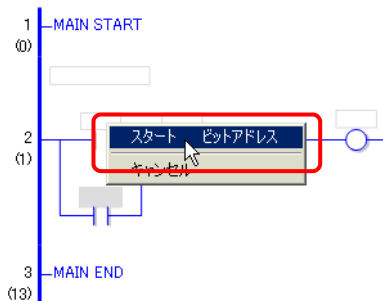 1 MAIN START
(0)
スタート ビットアドレス
2
(1)
キャンセル
3 MAIN END
(13)